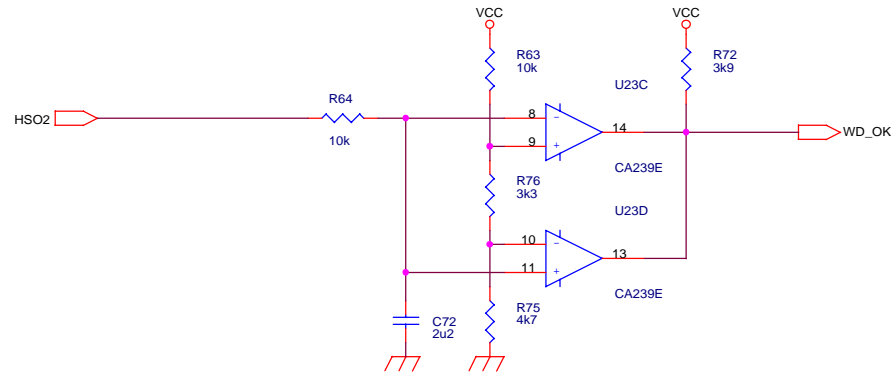 VCC
VCC
R63
10k
R72
3k9
U23C
R64
HSO2
10k
8
9
14
WD_OK
CA239E
R76
3k3
U23D
10
11
13
CA239E
C72
2u2
R75
4k7
−
+
−
+